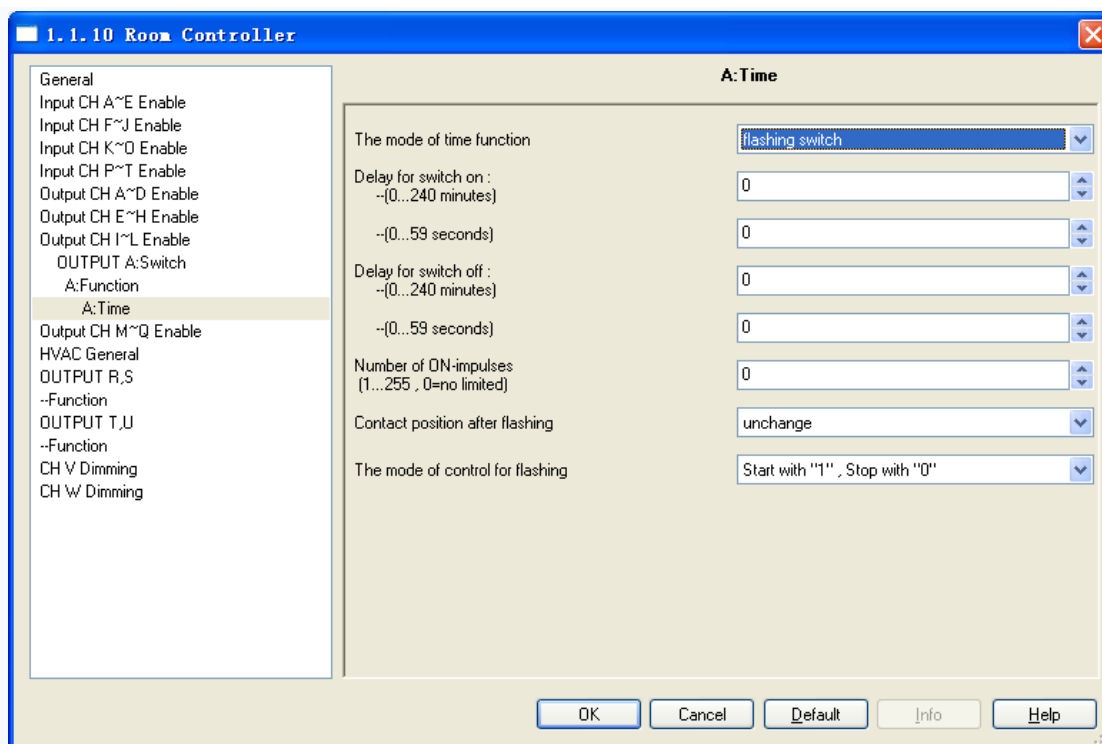 1.1.10 Room Controller
General
Input CH A~E Enable
Input CH F~J Enable
Input CH K~O Enable
Input CH P~T Enable
Output CH A~D Enable
Output CH E~H Enable
Output CH I~L Enable
OUTPUT A:Switch
A:Function
A:Time
Output CH M~Q Enable
HVAC General
OUTPUT R,S
--Function
OUTPUT T,U
--Function
CH V Dimming
CH W Dimming
A:Time
The mode of time function
flashing switch
Delay for switch on :
--(0...240 minutes)
0
--(0...59 seconds)
0
Delay for switch off :
--(0...240 minutes)
0
--(0...59 seconds)
0
Number of ON-impulses
(1...255 , 0=no limited)
0
Contact position after flashing
unchange
The mode of control for flashing
Start with "1" , Stop with "0"
OK
Cancel
Default
Info
Help